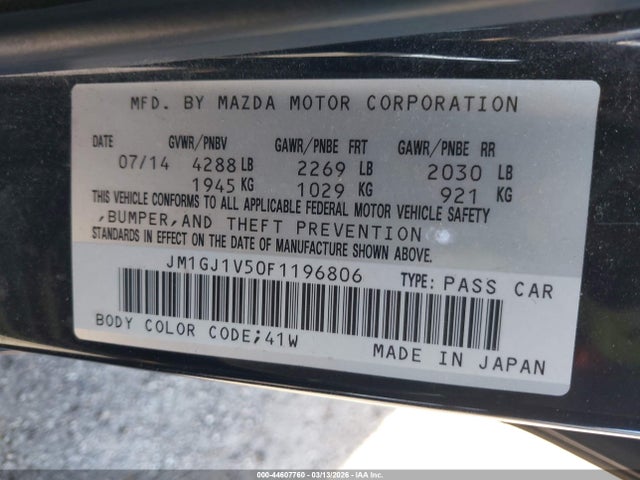 MFD. BY MAZDA MOTOR CORPORATION
DATE GVWR/PNBV GAWR/PNBE FRT GAWR/PNBE RR
07/14 4288 LB 2269 LB 2030 LB
1945 KG 1029 KG 921 KG
THIS VEHICLE CONFORMS TO ALL APPLICABLE FEDERAL MOTOR VEHICLE SAFETY
,BUMPER,AND THEFT PREVENTION
STANDARDS IN EFFECT ON THE DATE OF MANUFACTURE SHOWN ABOVE.
JM1GJ1V50F1196806 TYPE: PASS CAR
BODY COLOR CODE;41W
MADE IN JAPAN
000-44607760 - 03/13/2026 - IAA Inc.